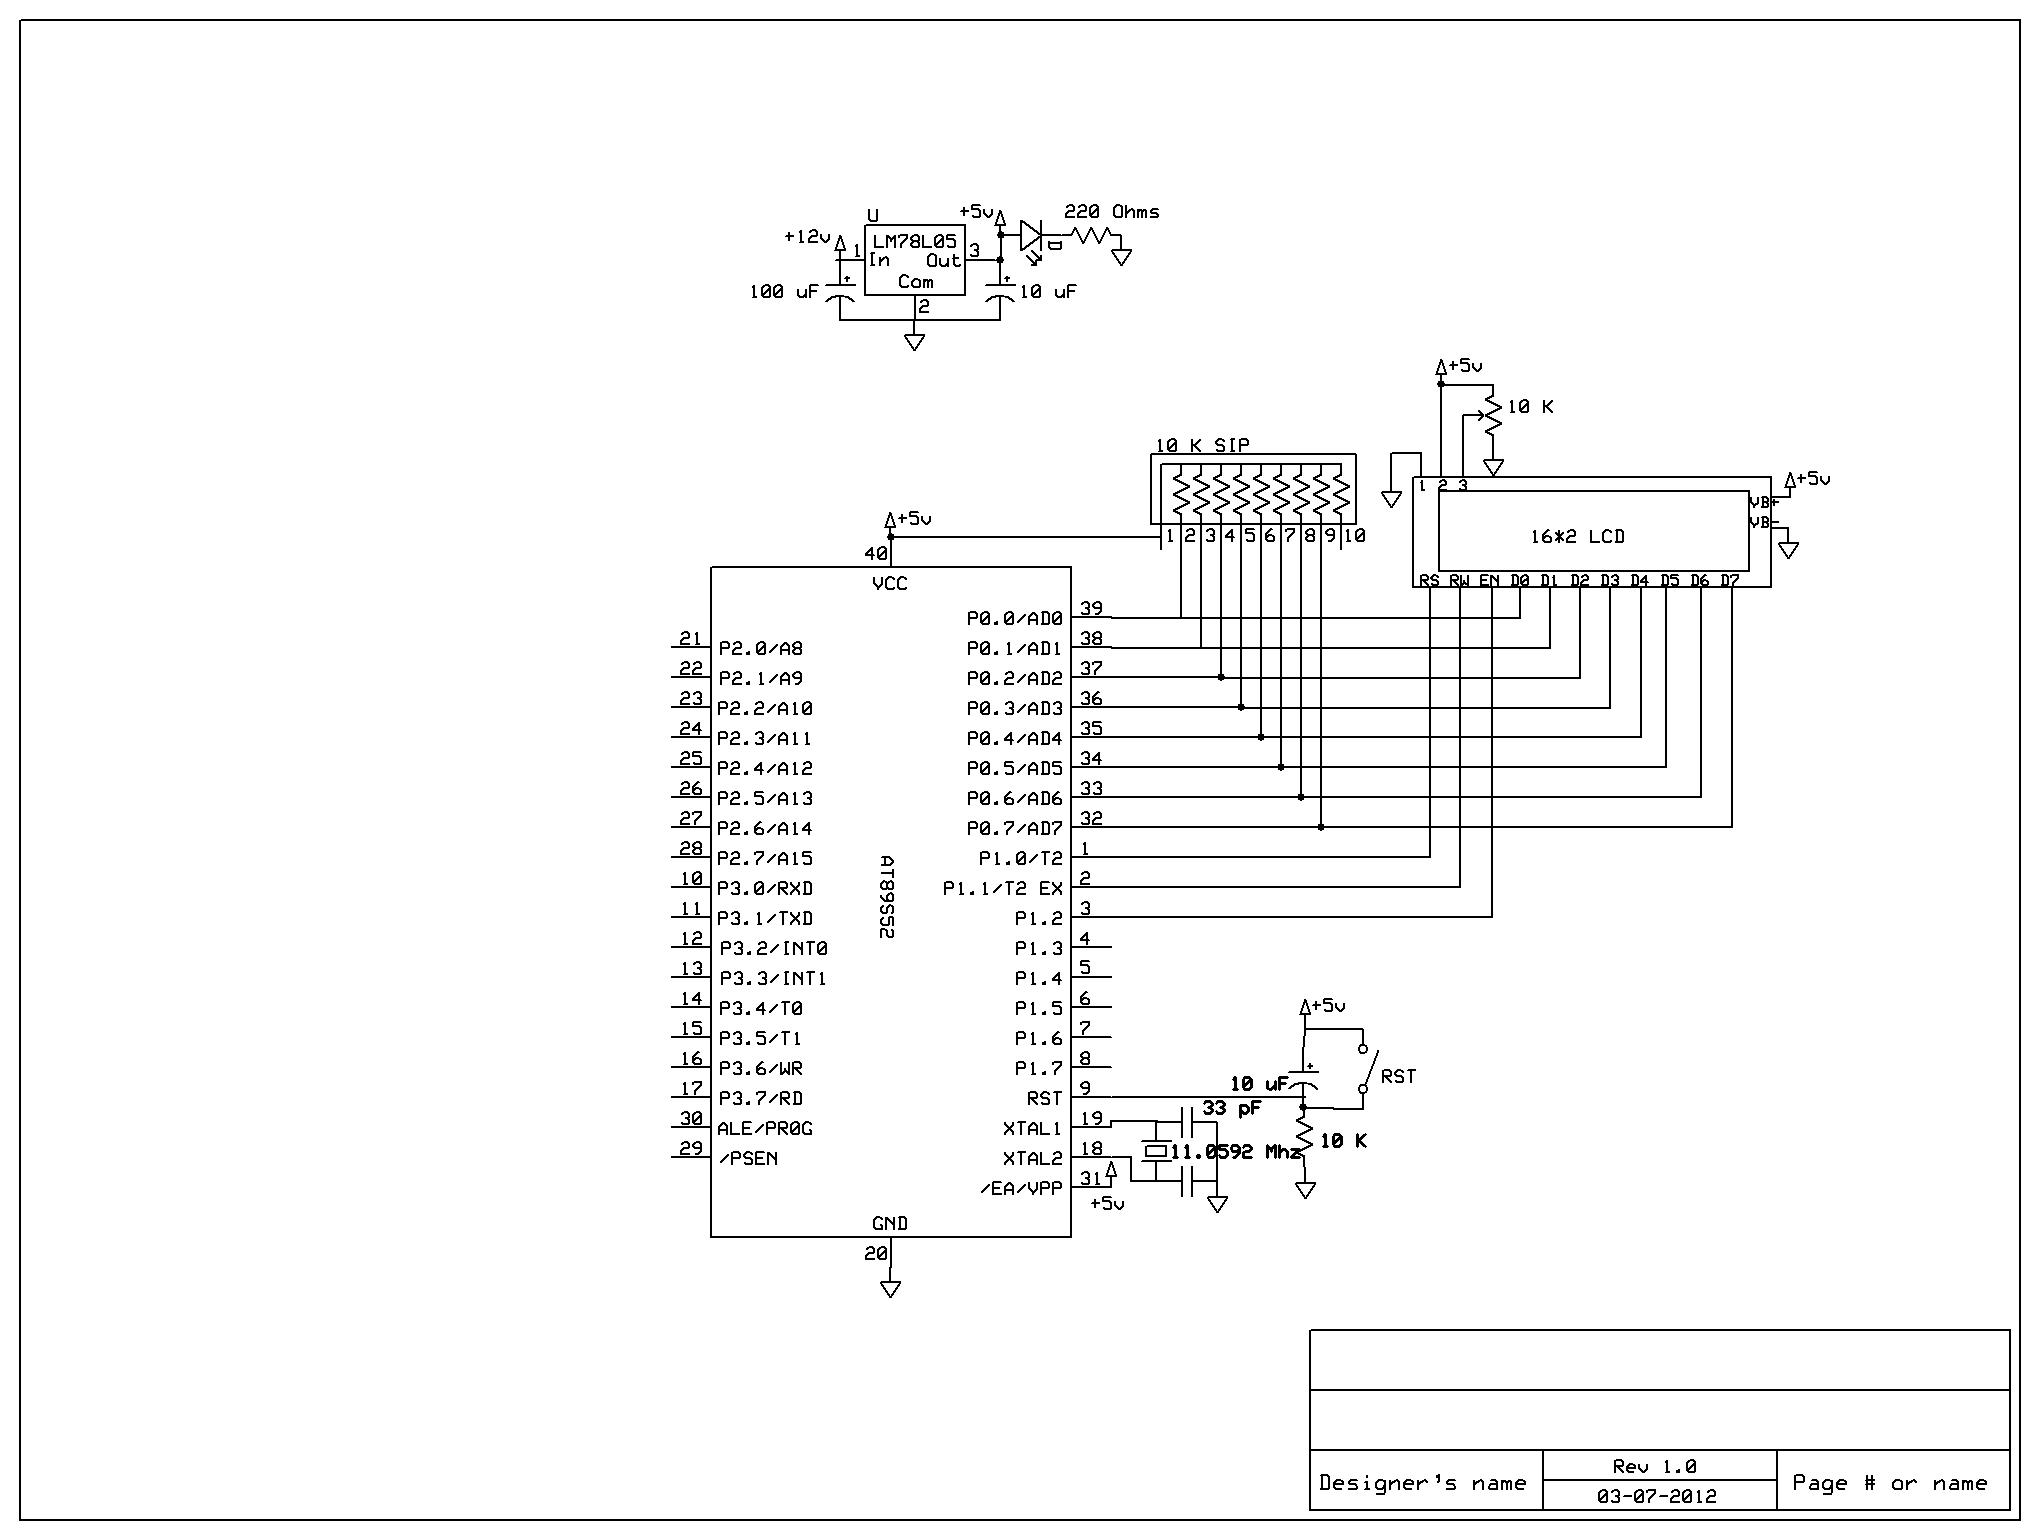 U
+5v
220 Ohms
+12v
1
LM78L05
3
In
Out
D
Com
100 uF
+
+
10 uF
2
+5v
10 K
10 K SIP
1 2 3
+5v
VB+
VB-
16*2 LCD
RS RW EN D0 D1 D2 D3 D4 D5 D6 D7
+5v
1 2 3 4 5 6 7 8 9 10
40
VCC
P0.0/AD0 39
21 P2.0/A8
P0.1/AD1 38
22 P2.1/A9
P0.2/AD2 37
23 P2.2/A10
P0.3/AD3 36
24 P2.3/A11
P0.4/AD4 35
25 P2.4/A12
P0.5/AD5 34
26 P2.5/A13
P0.6/AD6 33
27 P2.6/A14
P0.7/AD7 32
28 P2.7/A15
P1.0/T2 1
10 P3.0/RXD
P1.1/T2 EX 2
11 P3.1/TXD
P1.2 3
AT89S52
12 P3.2/INT0
P1.3 4
13 P3.3/INT1
P1.4 5
14 P3.4/T0
P1.5 6
15 P3.5/T1
P1.6 7
16 P3.6/WR
P1.7 8
17 P3.7/RD
RST 9
30 ALE/PR0G
XTAL1 19
29 /PSEN
XTAL2 18
/EA/VPP 31
+5v
GND
20
+5v
+
10 uF
RST
33 pF
11.0592 Mhz
10 K
Designer's name
Rev 1.0
03-07-2012
Page # or name